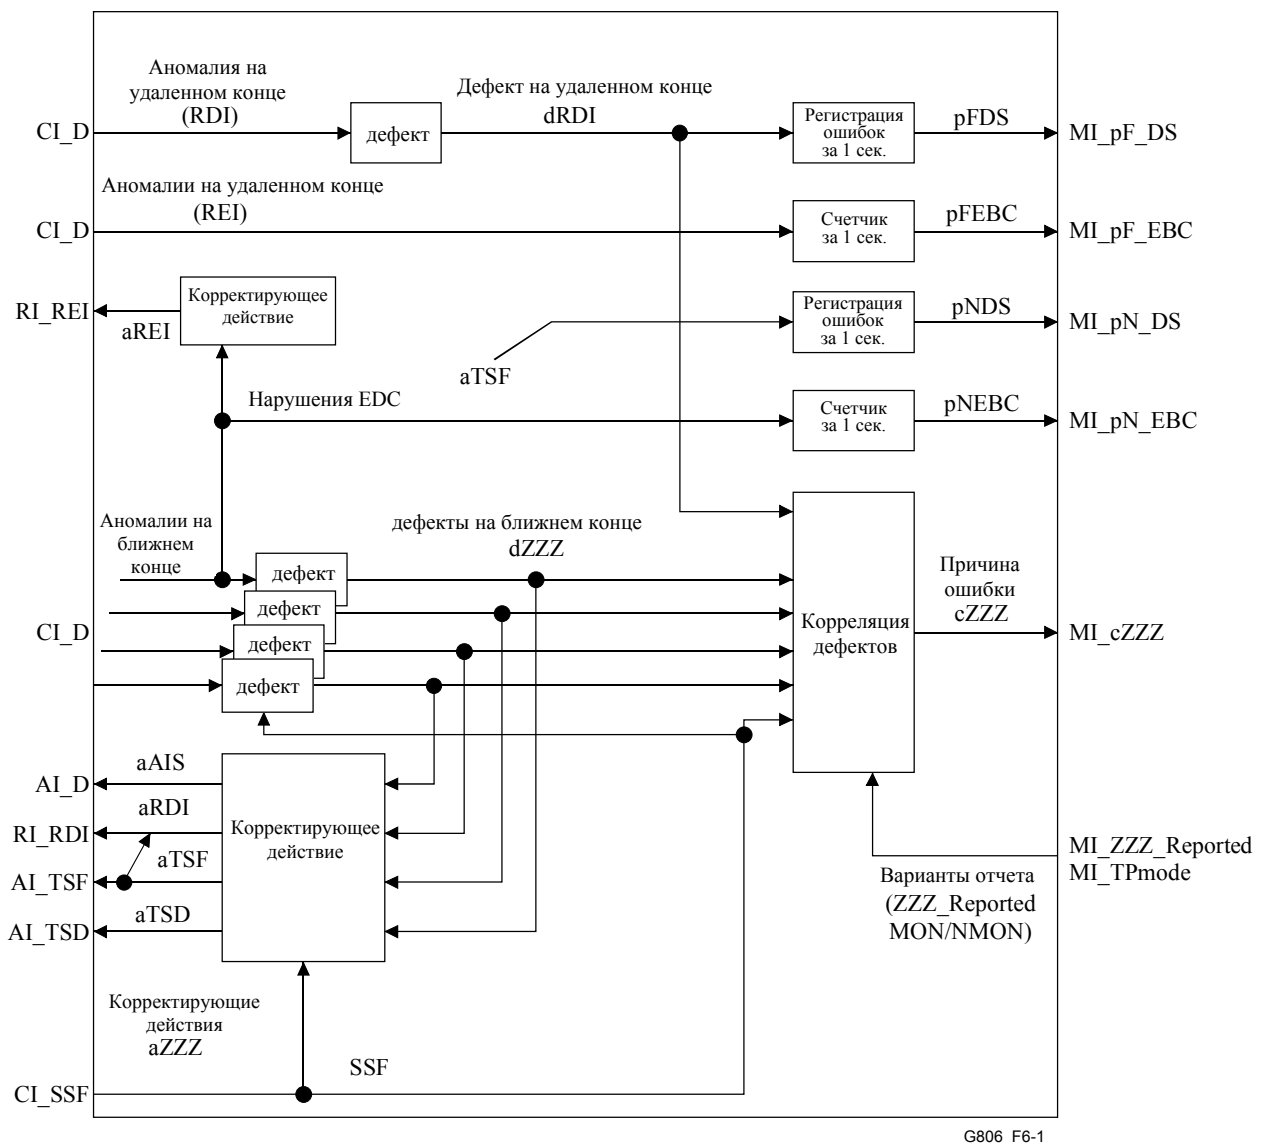 Аномалия на
удаленном конце
(RDI)
Дефект на удаленном конце
dRDI
CI_D
дефект
Регистрация
ошибок
за 1 сек.
pFDS
MI_pF_DS
Аномалии на удаленном конце
(REI)
CI_D
Счетчик
за 1 сек.
pFEBC
MI_pF_EBC
RI_REI
aREI
Корректирующее
действие
aTSF
Регистрация
ошибок
за 1 сек.
pNDS
MI_pN_DS
Нарушения EDC
Счетчик
за 1 сек.
pNEBC
MI_pN_EBC
Аномалии на
ближнем
конце
дефекты на ближнем конце
dZZZ
дефект
дефект
дефект
дефект
CI_D
Корреляция
дефектов
Причина
ошибки
cZZZ
MI_cZZZ
AI_D
aAIS
RI_RDI
aRDI
AI_TSF
aTSF
AI_TSD
aTSD
Корректирующее
действие
MI_ZZZ_Reported
MI_TPmode
Варианты отчета
(ZZZ_Reported
MON/NMON)
Корректирующие
действия
aZZZ
SSF
CI_SSF
G806_F6-1